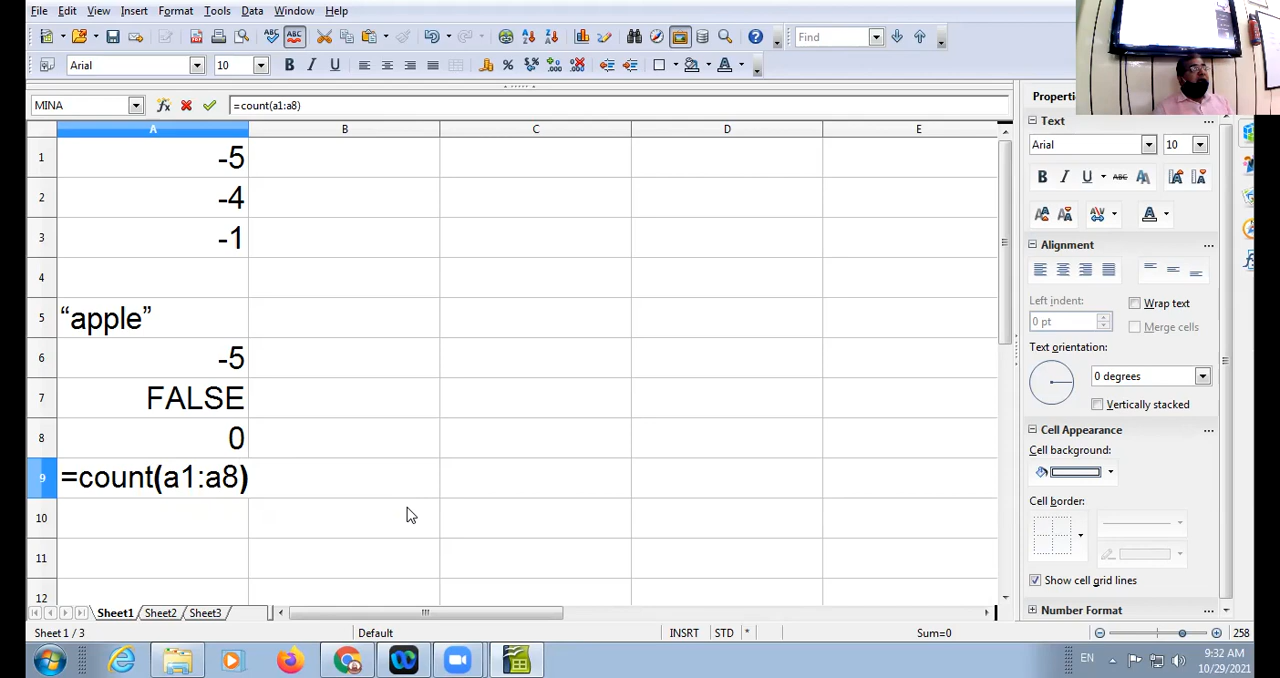 File Edit View Insert Format Tools Data Window Help
Find
Arial 10
MINA =count(a1:a8)
A B C D E
1 -5
2 -4
3 -1
4
5 “apple”
6 -5
7 FALSE
8 0
9 =count(a1:a8)
10
11
12
Sheet1 Sheet2 Sheet3
Sheet 1 / 3 Default INSRT STD * Sum=0 258
Properti
Text
Arial 10
Alignment
Left indent: Wrap text
0 pt Merge cells
Text orientation:
0 degrees
Vertically stacked
Cell Appearance
Cell background:
Cell border:
Show cell grid lines
Number Format
EN 9:32 AM
10/29/2021